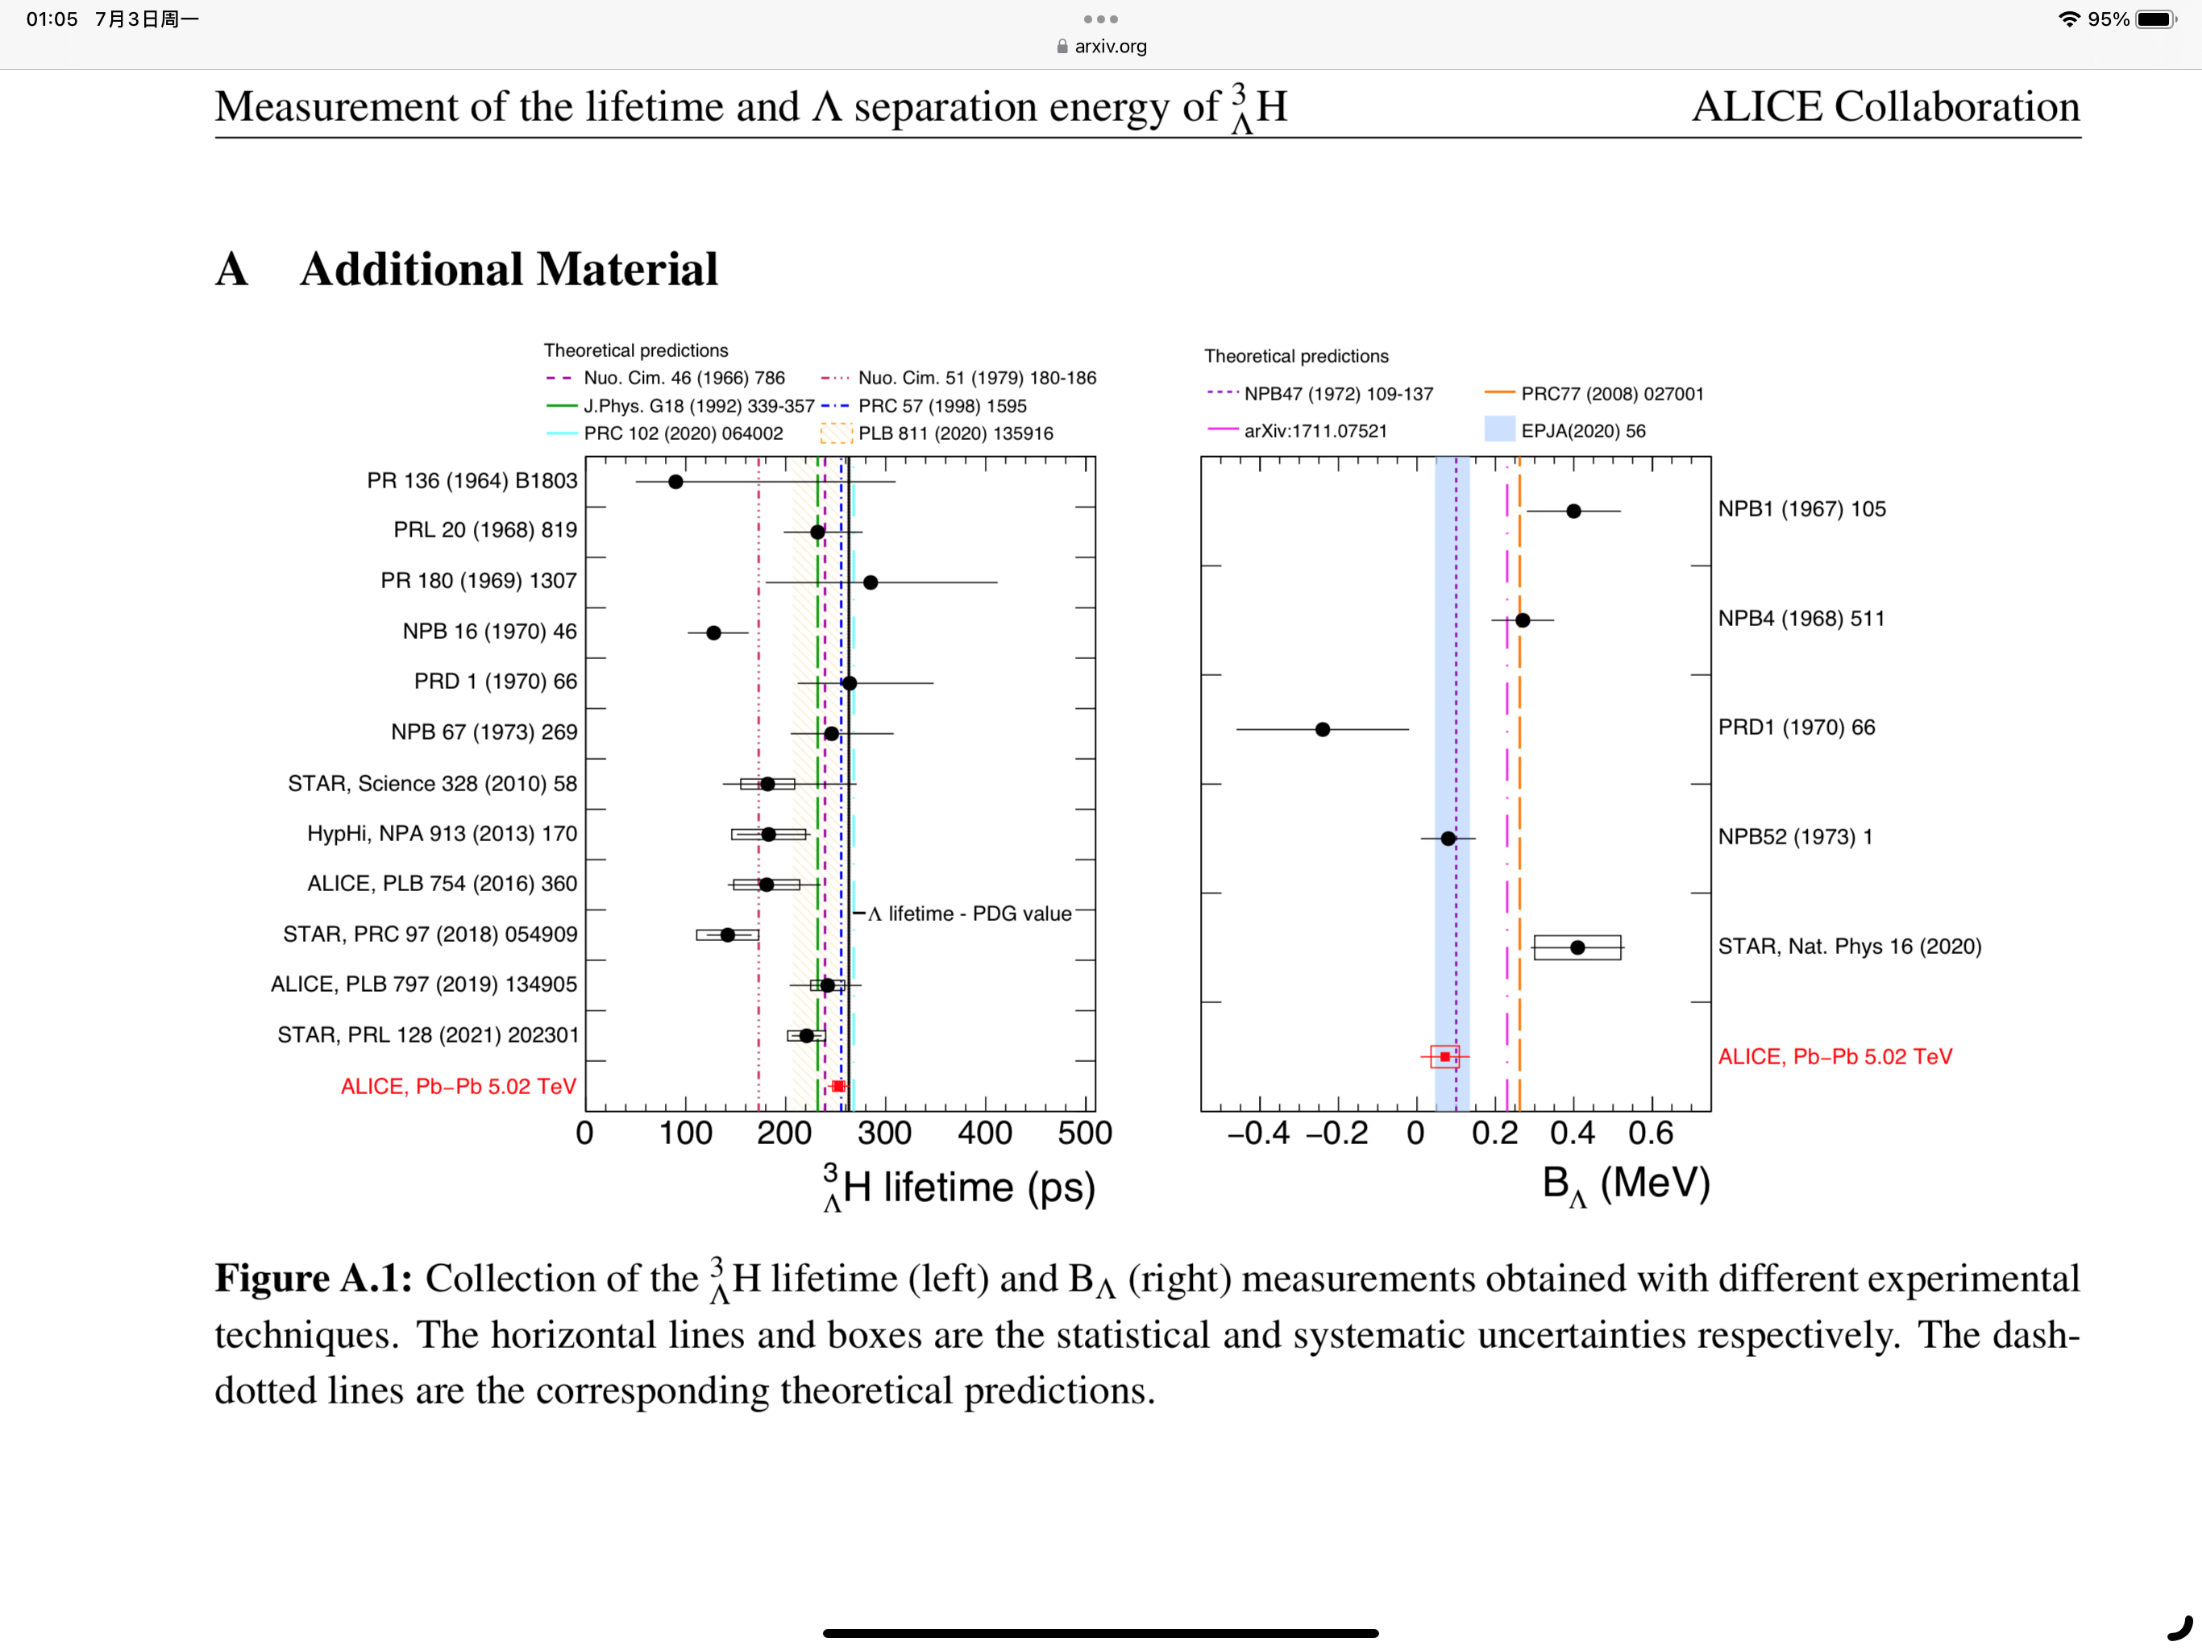 01:05 7月3日周一
95%
arxiv.org
Measurement of the lifetime and Λ separation energy of ³ΛH ALICE Collaboration
A Additional Material
Theoretical predictions
Nuo. Cim. 46 (1966) 786 Nuo. Cim. 51 (1979) 180-186
J.Phys. G18 (1992) 339-357 PRC 57 (1998) 1595
PRC 102 (2020) 064002 PLB 811 (2020) 135916
PR 136 (1964) B1803
PRL 20 (1968) 819
PR 180 (1969) 1307
NPB 16 (1970) 46
PRD 1 (1970) 66
NPB 67 (1973) 269
STAR, Science 328 (2010) 58
HypHi, NPA 913 (2013) 170
ALICE, PLB 754 (2016) 360
Λ lifetime - PDG value
STAR, PRC 97 (2018) 054909
ALICE, PLB 797 (2019) 134905
STAR, PRL 128 (2021) 202301
ALICE, Pb−Pb 5.02 TeV
0 100 200 300 400 500
³ΛH lifetime (ps)
Theoretical predictions
NPB47 (1972) 109-137 PRC77 (2008) 027001
arXiv:1711.07521 EPJA(2020) 56
NPB1 (1967) 105
NPB4 (1968) 511
PRD1 (1970) 66
NPB52 (1973) 1
STAR, Nat. Phys 16 (2020)
ALICE, Pb−Pb 5.02 TeV
−0.4 −0.2 0 0.2 0.4 0.6
BΛ (MeV)
Figure A.1: Collection of the ³ΛH lifetime (left) and BΛ (right) measurements obtained with different experimental
techniques. The horizontal lines and boxes are the statistical and systematic uncertainties respectively. The dash-
dotted lines are the corresponding theoretical predictions.